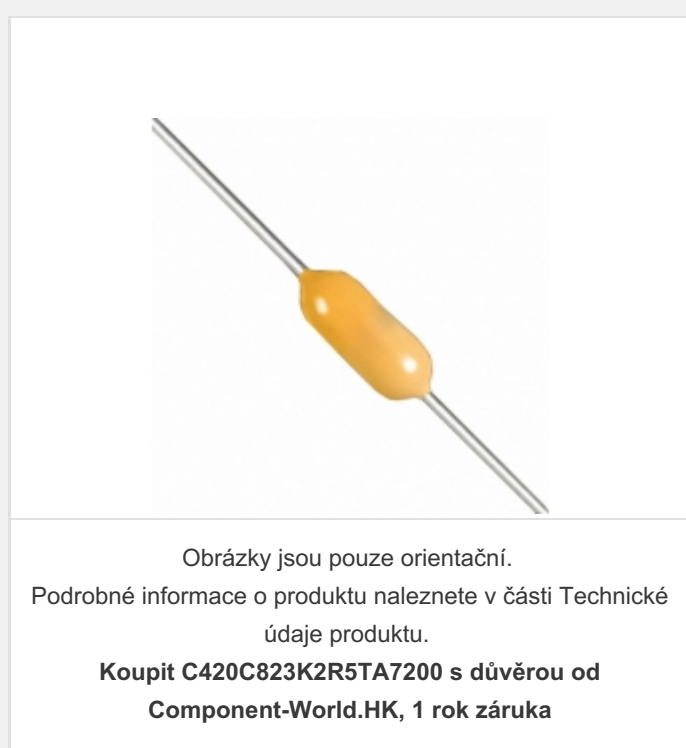 Obrázky jsou pouze orientační.
Podrobné informace o produktu naleznete v části Technické
údaje produktu.
Koupit C420C823K2R5TA7200 s důvěrou od
Component-World.HK, 1 rok záruka